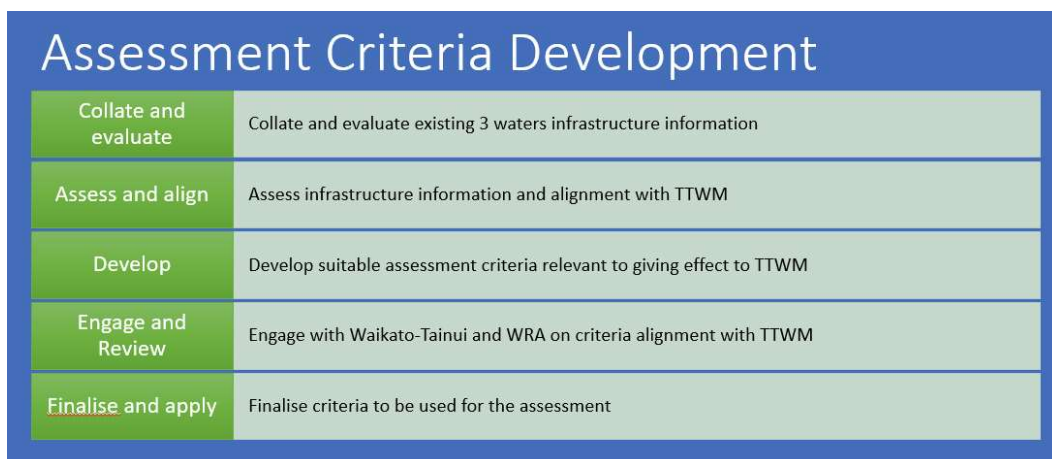 Assessment Criteria Development
Collate and
evaluate
Collate and evaluate existing 3 waters infrastructure information
Assess and align
Assess infrastructure information and alignment with TTWM
Develop
Develop suitable assessment criteria relevant to giving effect to TTWM
Engage and
Review
Engage with Waikato-Tainui and WRA on criteria alignment with TTWM
Finalise and apply
Finalise criteria to be used for the assessment